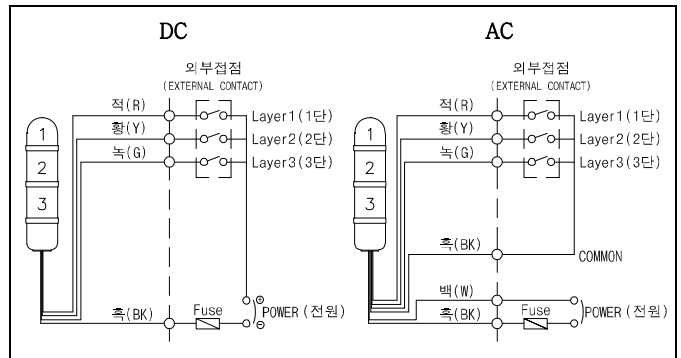 DC
외부접점
(EXTERNAL CONTACT)
적(R)
Layer1(1단)
황(Y)
Layer2(2단)
녹(G)
Layer3(3단)
1
2
3
흑(BK)
Fuse
⊕
⊖
POWER(전원)
AC
외부접점
(EXTERNAL CONTACT)
적(R)
Layer1(1단)
황(Y)
Layer2(2단)
녹(G)
Layer3(3단)
1
2
3
흑(BK)
COMMON
백(W)
흑(BK)
Fuse
POWER(전원)